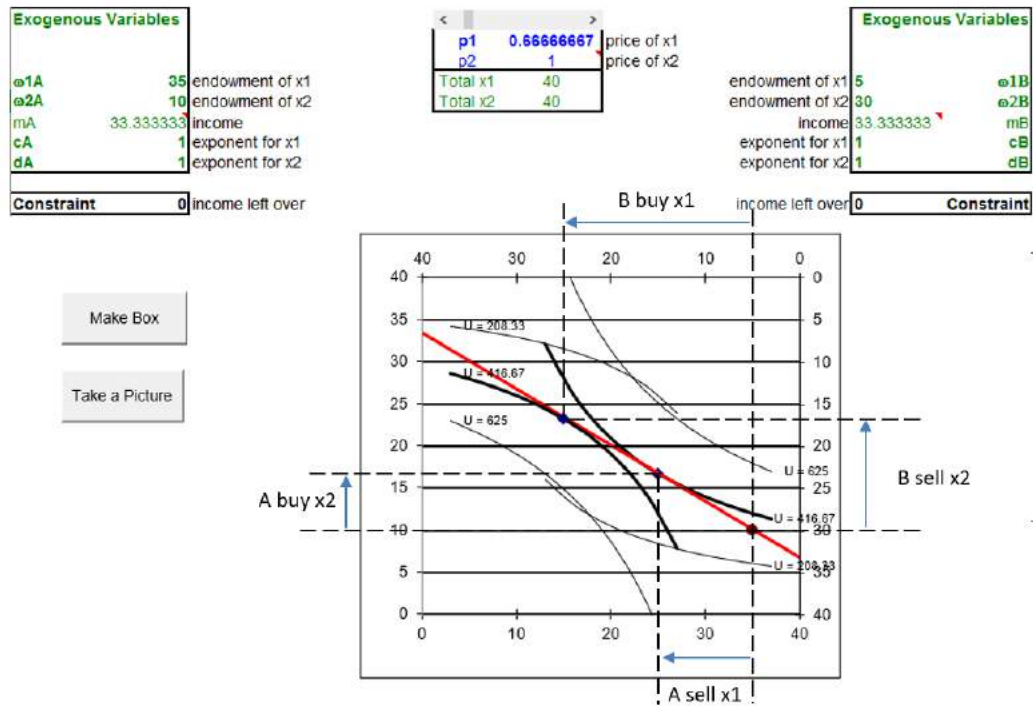 Exogenous Variables
ω1A 35 endowment of x1
ω2A 10 endowment of x2
mA 33.333333 income
cA 1 exponent for x1
dA 1 exponent for x2
Constraint 0 income left over
< >
p1 0.66666667 price of x1
p2 1 price of x2
Total x1 40
Total x2 40
Exogenous Variables
endowment of x1 5 ω1B
endowment of x2 30 ω2B
income 33.333333 mB
exponent for x1 1 cB
exponent for x2 1 dB
income left over 0 Constraint
Make Box
Take a Picture
B buy x1
40 30 20 10 0
40 0
35 5
30 10
25 15
20 20
15 25
10 30
5 35
0 40
0 10 20 30 40
U = 208.33
U = 416.67
U = 625
U = 625
U = 416.67
U = 208.33
A buy x2
B sell x2
A sell x1